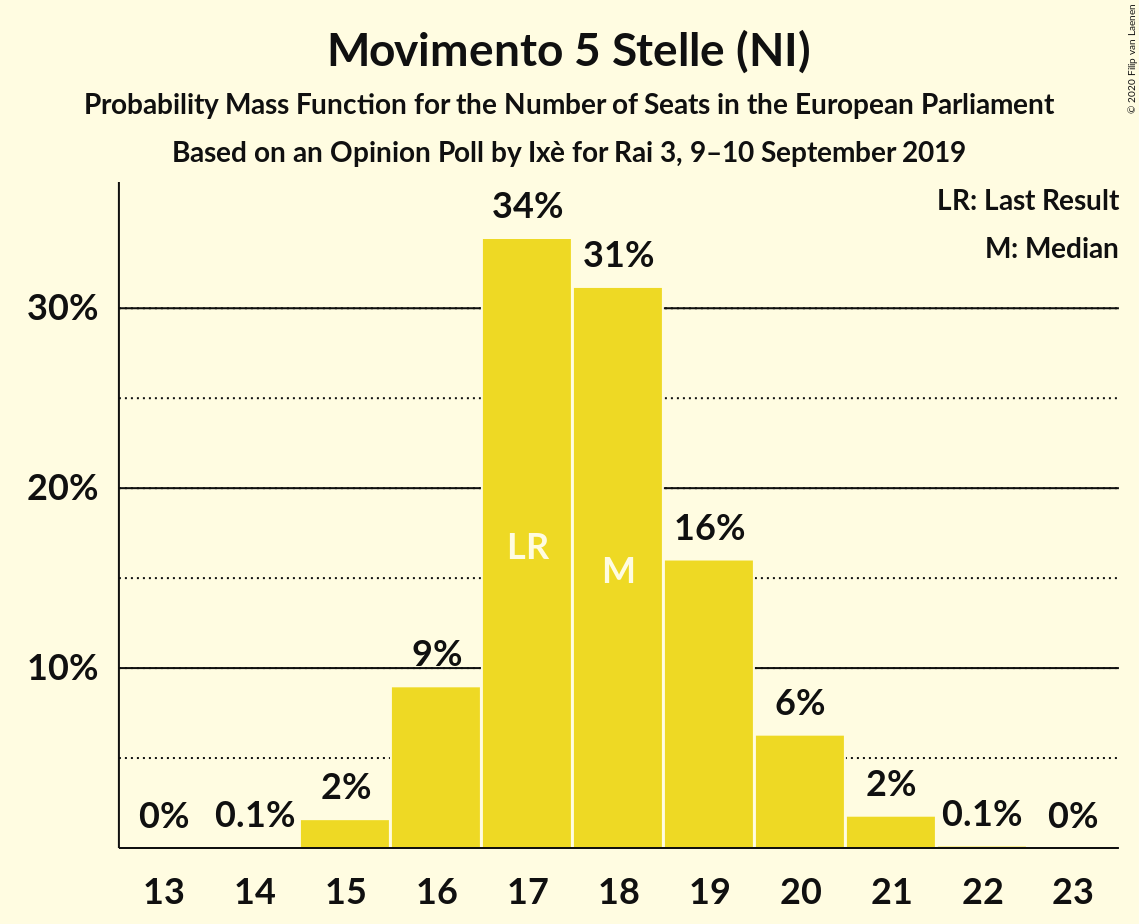 Movimento 5 Stelle (NI)
Probability Mass Function for the Number of Seats in the European Parliament
Based on an Opinion Poll by Ixè for Rai 3, 9–10 September 2019
© 2020 Filip van Laenen
LR: Last Result
M: Median
34%
31%
30%
20%
16%
LR
M
10%
9%
6%
2%
2%
0%
0.1%
0.1%
0%
13 14 15 16 17 18 19 20 21 22 23